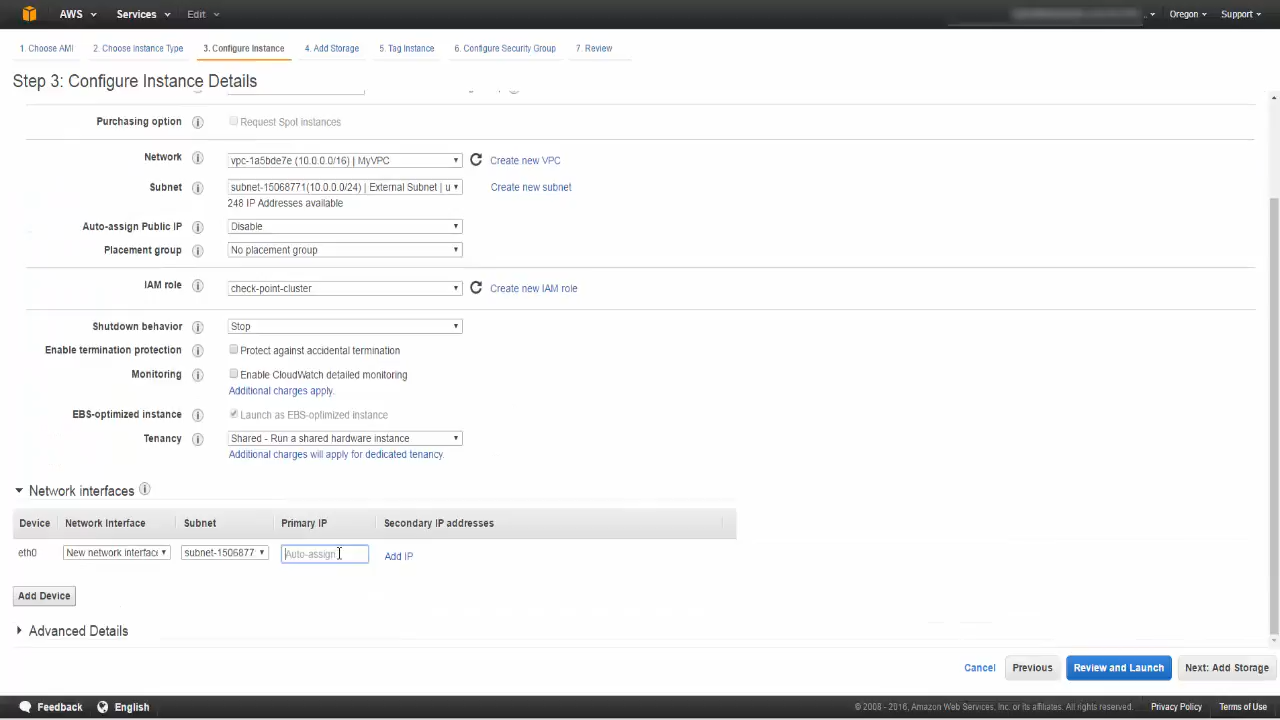 AWS Services Edit Oregon Support
1. Choose AMI 2. Choose Instance Type 3. Configure Instance 4. Add Storage 5. Tag Instance 6. Configure Security Group 7. Review
Step 3: Configure Instance Details
Purchasing option Request Spot instances
Network vpc-1a5bde7e (10.0.0.0/16) | MyVPC Create new VPC
Subnet subnet-15068771(10.0.0.0/24) | External Subnet | u Create new subnet
248 IP Addresses available
Auto-assign Public IP Disable
Placement group No placement group
IAM role check-point-cluster Create new IAM role
Shutdown behavior Stop
Enable termination protection Protect against accidental termination
Monitoring Enable CloudWatch detailed monitoring
Additional charges apply.
EBS-optimized instance Launch as EBS-optimized instance
Tenancy Shared - Run a shared hardware instance
Additional charges will apply for dedicated tenancy.
Network interfaces
Device Network Interface Subnet Primary IP Secondary IP addresses
eth0 New network interfac subnet-1506877 Auto-assign Add IP
Add Device
Advanced Details
Cancel Previous Review and Launch Next: Add Storage
Feedback English © 2008 - 2016, Amazon Web Services, Inc. or its affiliates. All rights reserved. Privacy Policy Terms of Use